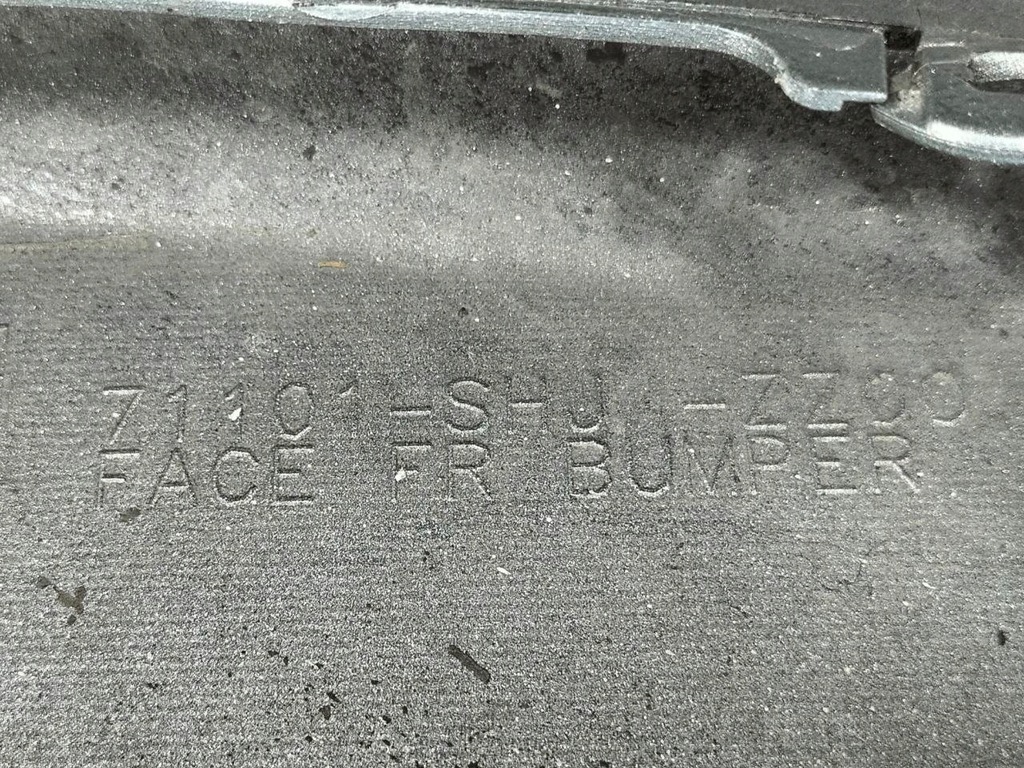 71101-SHJ -ZZ00
FACE FR BUMPER